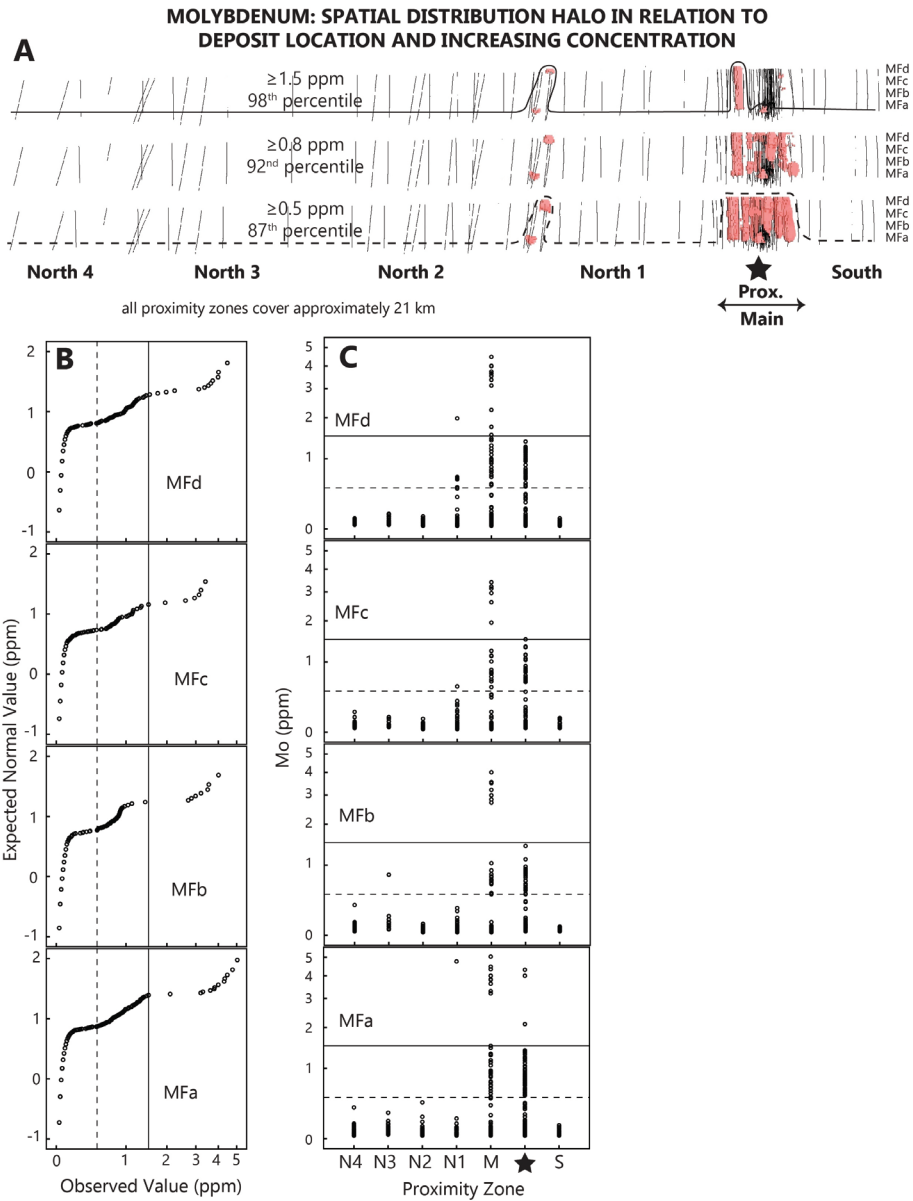 MOLYBDENUM: SPATIAL DISTRIBUTION HALO IN RELATION TO
DEPOSIT LOCATION AND INCREASING CONCENTRATION
A
≥1.5 ppm
98th percentile
MFd
MFc
MFb
MFa
≥0.8 ppm
92nd percentile
MFd
MFc
MFb
MFa
≥0.5 ppm
87th percentile
MFd
MFc
MFb
MFa
North 4 North 3 North 2 North 1 ★ South
Prox.
Main
all proximity zones cover approximately 21 km
B
Expected Normal Value (ppm)
2
1
0
-1
MFd
2
1
0
-1
MFc
2
1
0
-1
MFb
2
1
0
-1
MFa
0 1 2 3 4 5
Observed Value (ppm)
C
Mo (ppm)
5
4
3
2
1
0
MFd
5
4
3
2
1
0
MFc
5
4
3
2
1
0
MFb
5
4
3
2
1
0
MFa
N4 N3 N2 N1 M ★ S
Proximity Zone